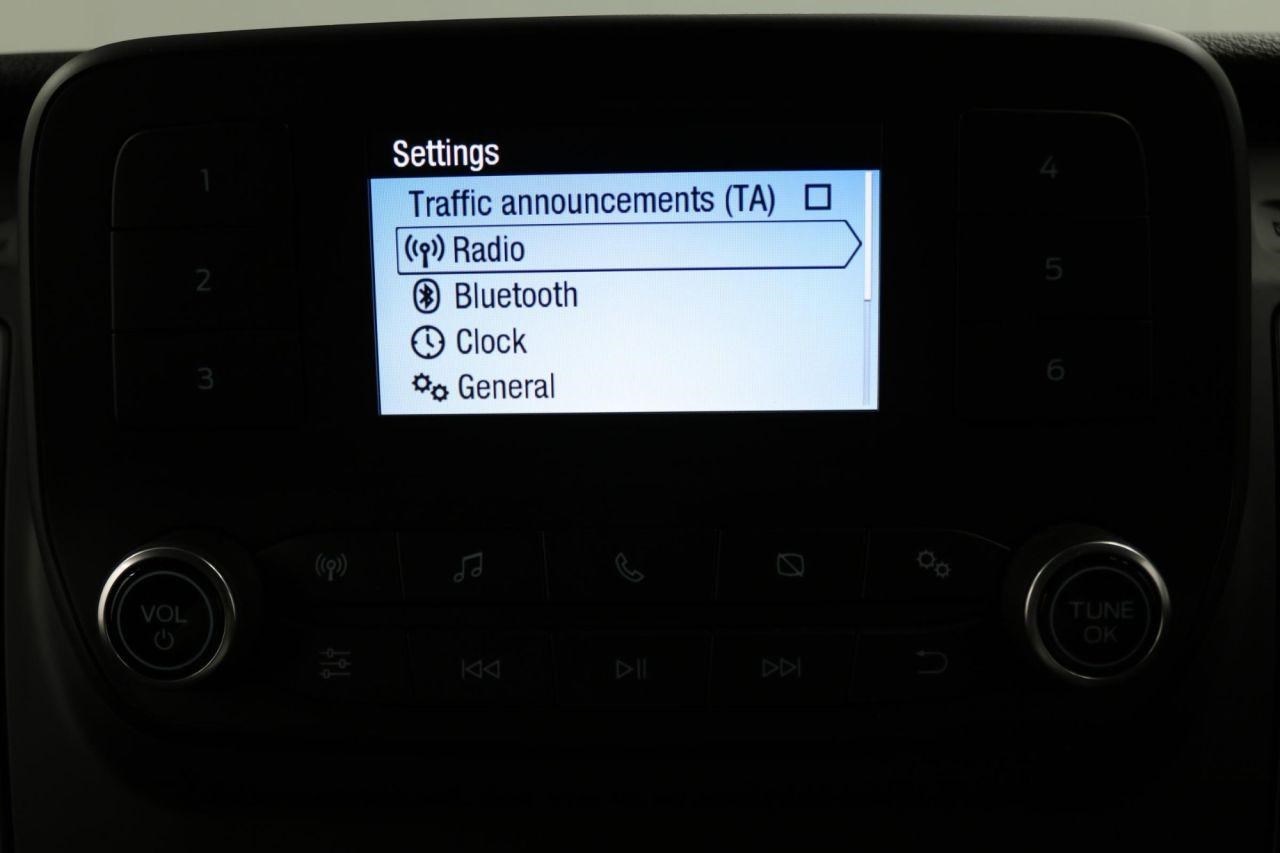 Settings
Traffic announcements (TA)
Radio
Bluetooth
Clock
General
1
2
3
4
5
6
VOL
TUNE
OK